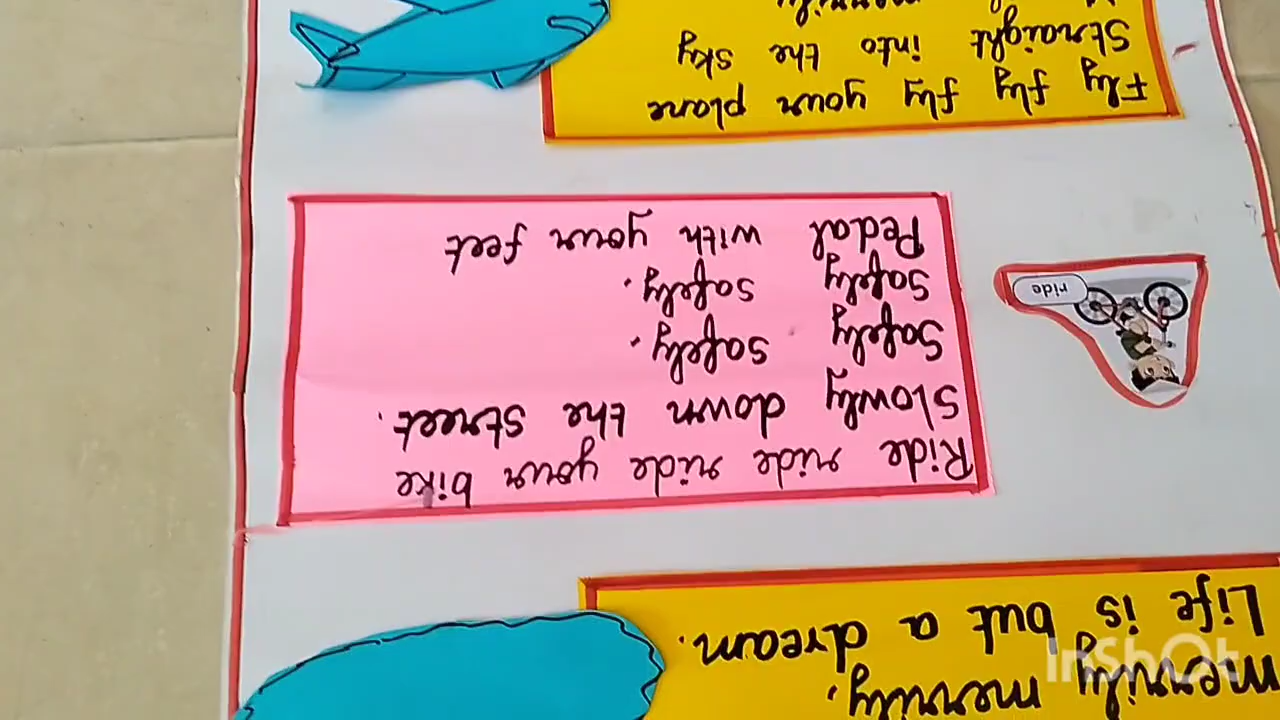 merrily merrily.
Life is but a dream.
Ride ride ride your bike
Slowly down the street.
Safely safely.
Safely safely.
Pedal with your feet
ride
Fly fly fly your plane
Straight into the sky
merrily
InShOt